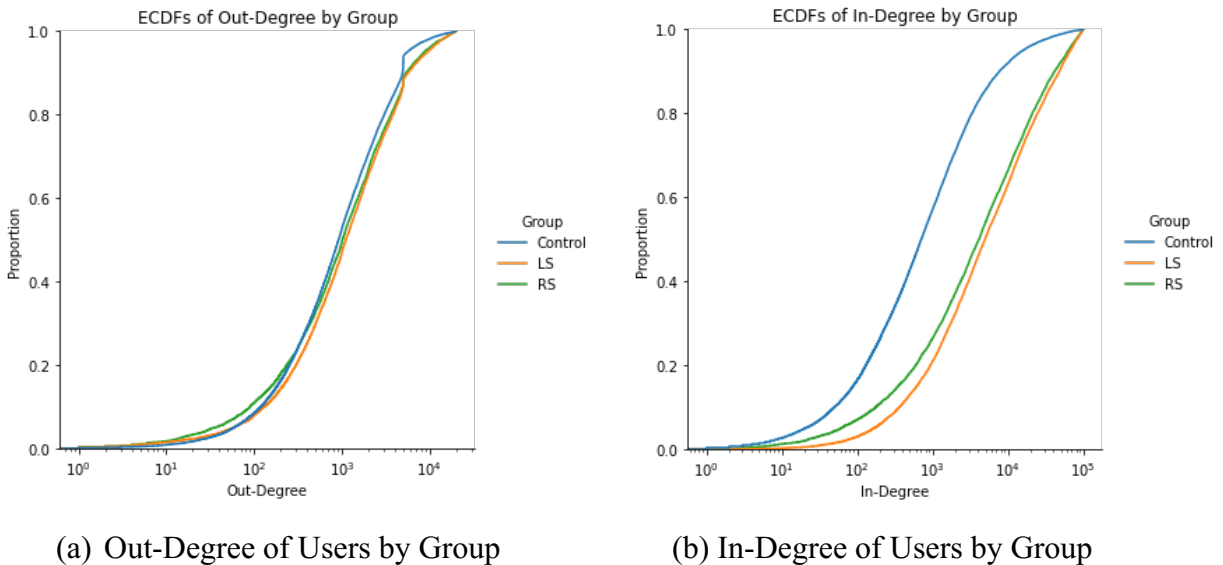 ECDFs of Out-Degree by Group
1.0
0.8
0.6
0.4
0.2
0.0
Proportion
10⁰ 10¹ 10² 10³ 10⁴
Out-Degree
Group
Control
LS
RS
(a) Out-Degree of Users by Group
ECDFs of In-Degree by Group
1.0
0.8
0.6
0.4
0.2
0.0
Proportion
10⁰ 10¹ 10² 10³ 10⁴ 10⁵
In-Degree
Group
Control
LS
RS
(b) In-Degree of Users by Group